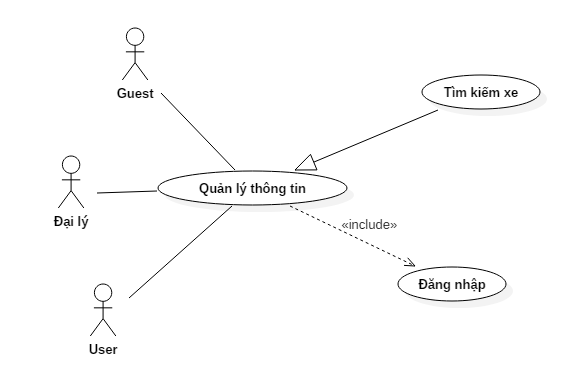 Guest
Tìm kiếm xe
Quản lý thông tin
Đại lý
«include»
Đăng nhập
User